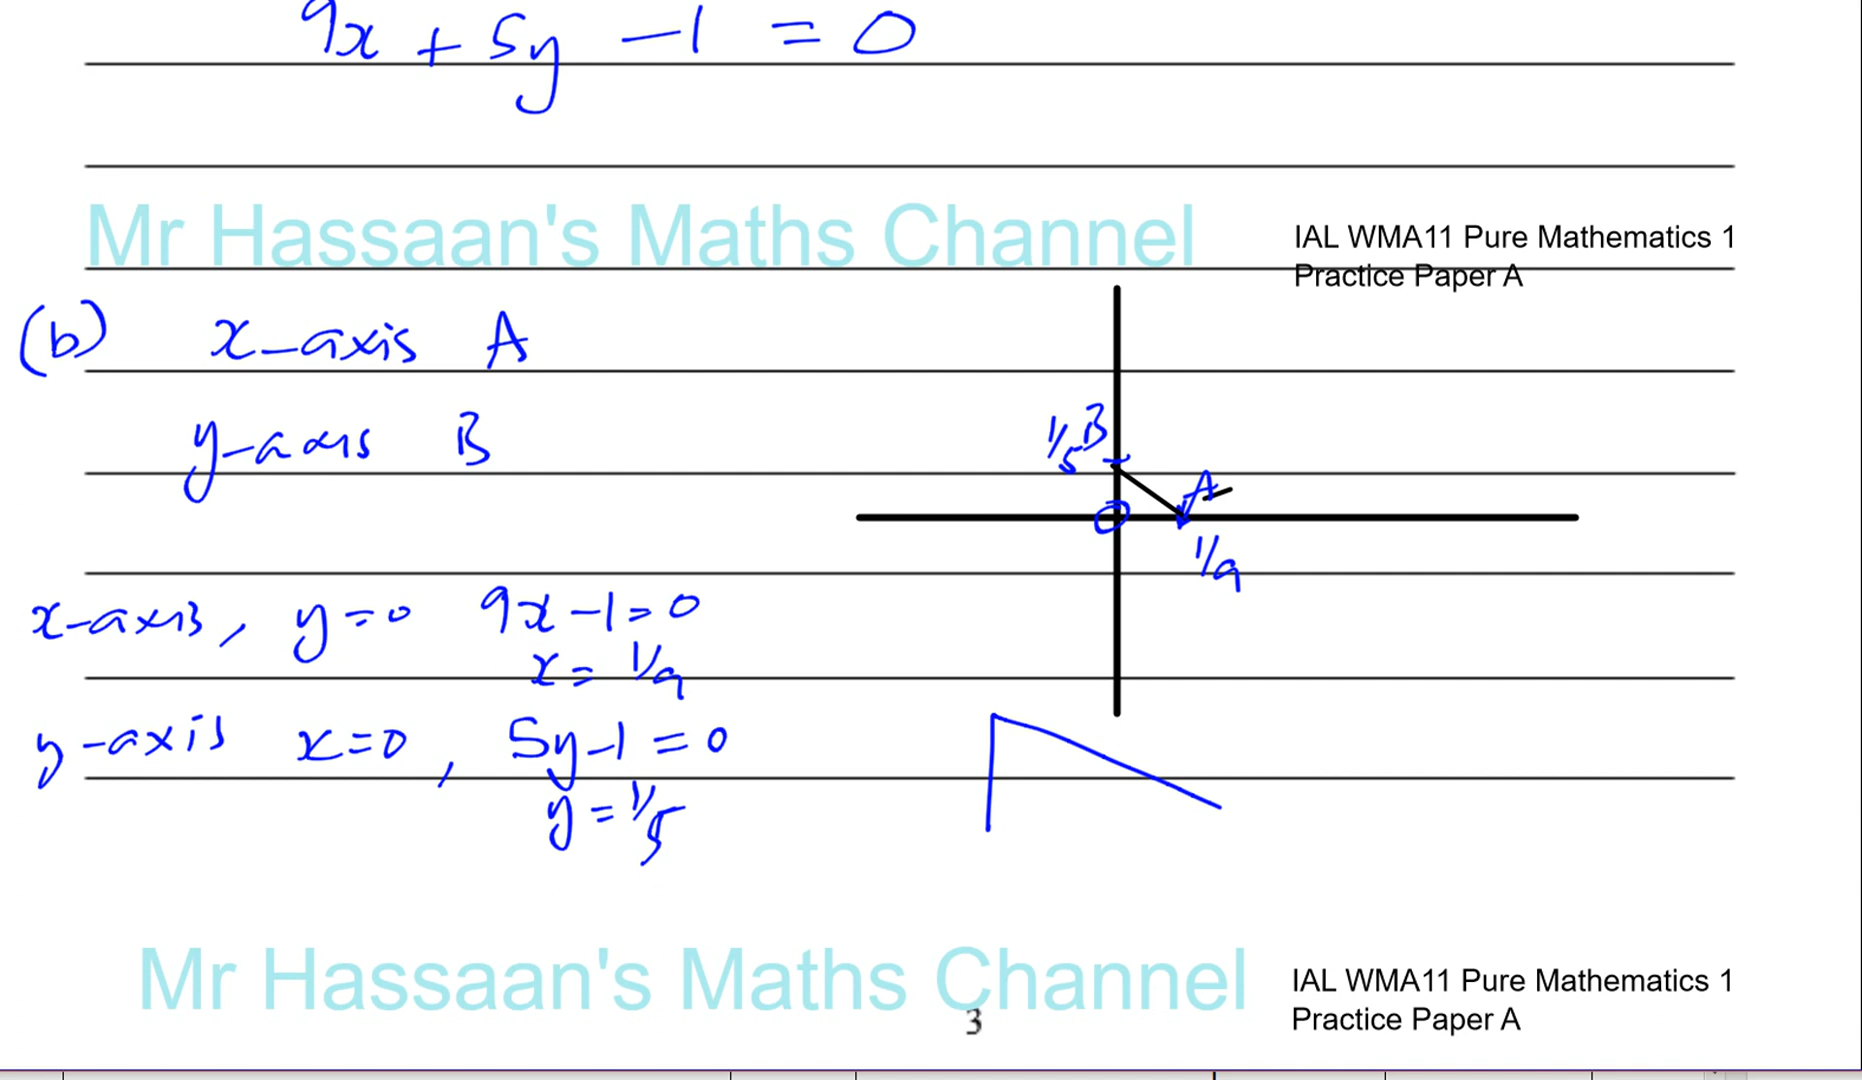 9x + 5y - 1 = 0
Mr Hassaan's Maths Channel
IAL WMA11 Pure Mathematics 1
Practice Paper A
(b) x-axis A
y-axis B
1/5 B
A
O
1/9
x-axis, y=0 9x-1=0
x = 1/9
y-axis x=0, 5y-1=0
y = 1/5
Mr Hassaan's Maths Channel
IAL WMA11 Pure Mathematics 1
Practice Paper A
3